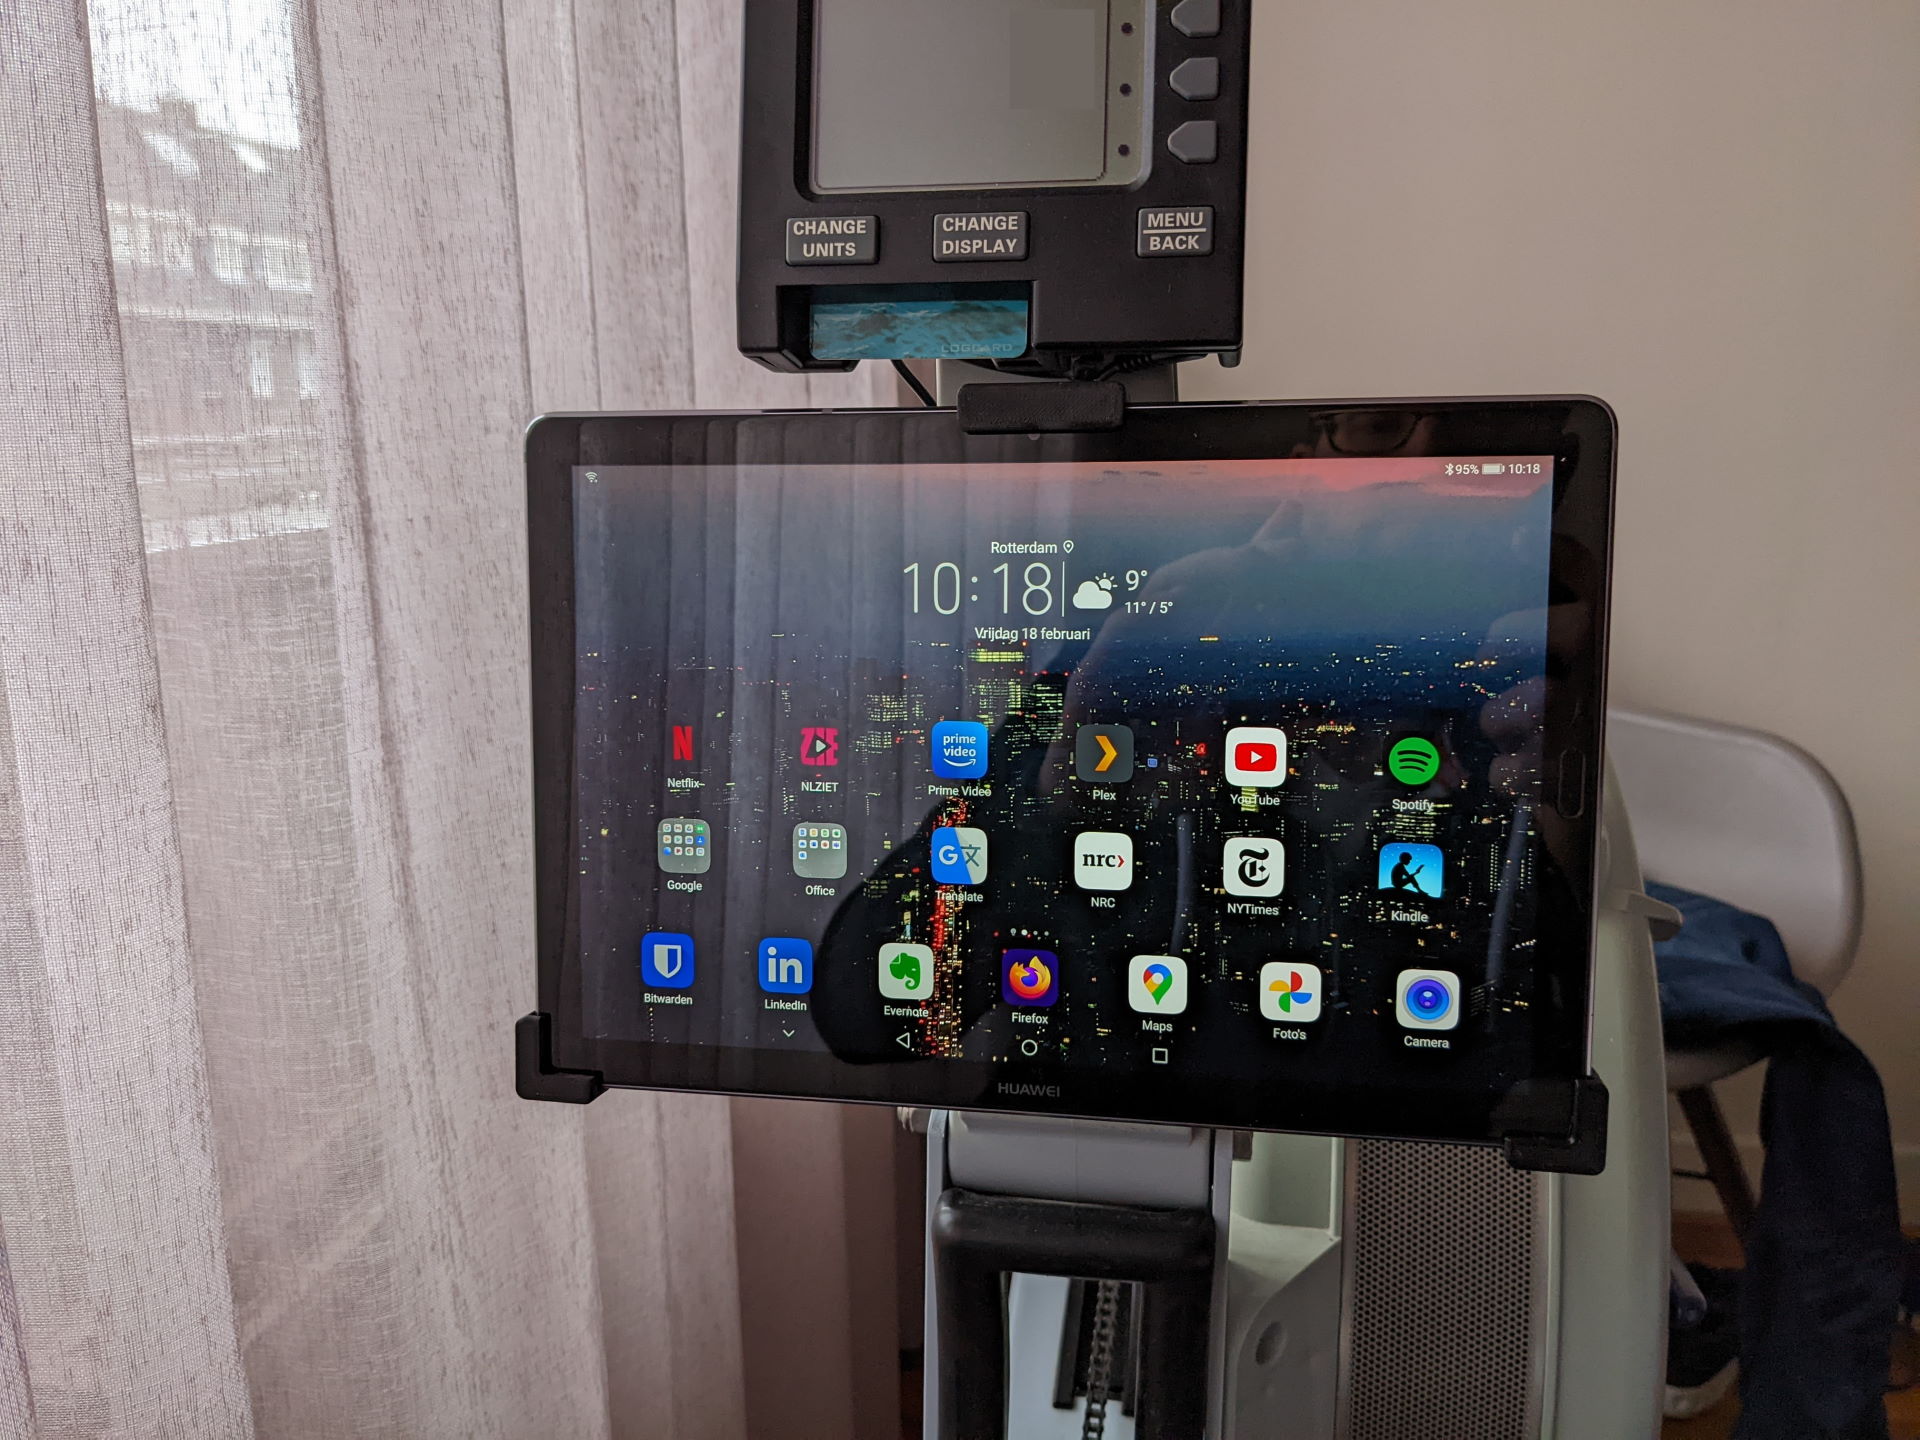 CHANGE
UNITS
CHANGE
DISPLAY
MENU
BACK
LOGCARD
95% 10:18
Rotterdam
10:18
9°
11° / 5°
Vrijdag 18 februari
prime
video
Netflix
NLZIET
Prime Video
Plex
YouTube
Spotify
G文
nrc›
Google
Office
Translate
NRC
NYTimes
Kindle
in
Bitwarden
LinkedIn
Evernote
Firefox
Maps
Foto's
Camera
HUAWEI